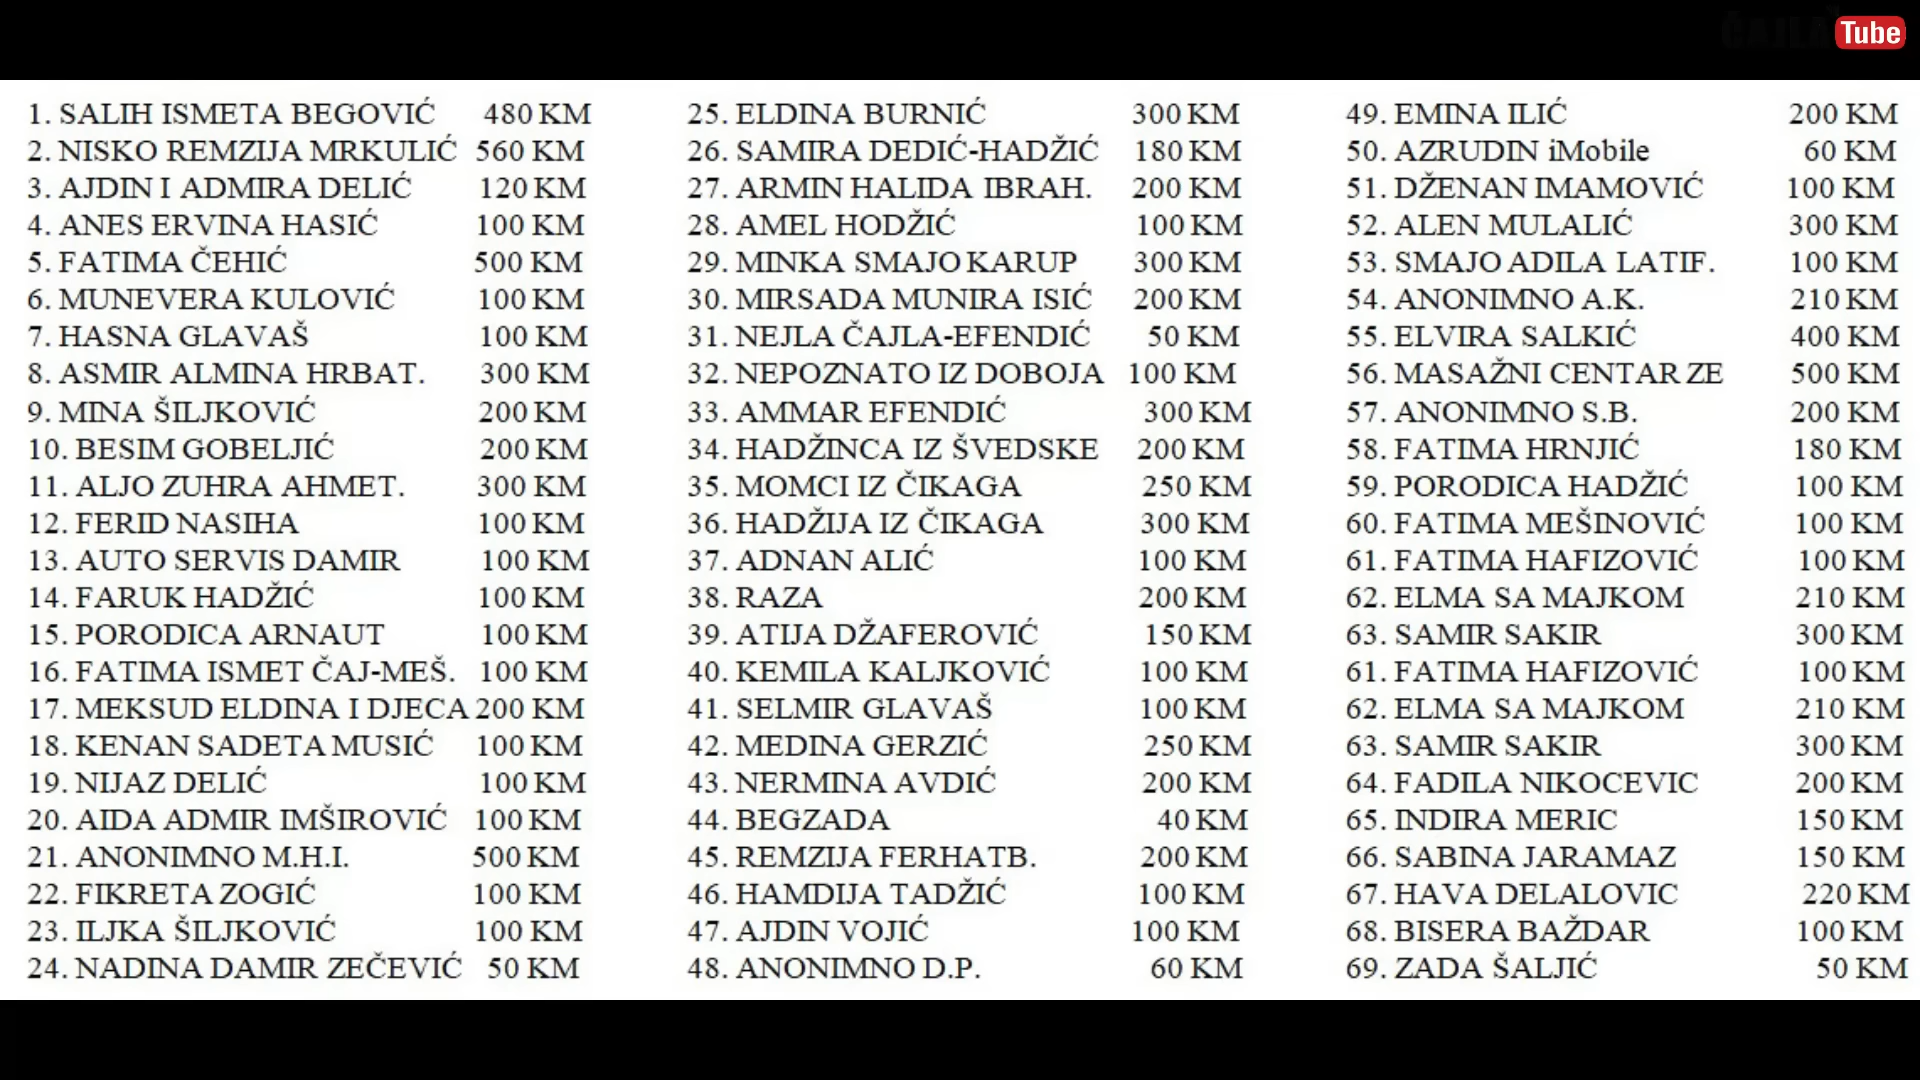 Tube
1. SALIH ISMETA BEGOVIĆ 480 KM
2. NISKO REMZIJA MRKULIĆ 560 KM
3. AJDIN I ADMIRA DELIĆ 120 KM
4. ANES ERVINA HASIĆ 100 KM
5. FATIMA ČEHIĆ 500 KM
6. MUNEVERA KULOVIĆ 100 KM
7. HASNA GLAVAŠ 100 KM
8. ASMIR ALMINA HRBAT. 300 KM
9. MINA ŠILJKOVIĆ 200 KM
10. BESIM GOBELJIĆ 200 KM
11. ALJO ZUHRA AHMET. 300 KM
12. FERID NASIHA 100 KM
13. AUTO SERVIS DAMIR 100 KM
14. FARUK HADŽIĆ 100 KM
15. PORODICA ARNAUT 100 KM
16. FATIMA ISMET ČAJ-MEŠ. 100 KM
17. MEKSUD ELDINA I DJECA 200 KM
18. KENAN SADETA MUSIĆ 100 KM
19. NIJAZ DELIĆ 100 KM
20. AIDA ADMIR IMŠIROVIĆ 100 KM
21. ANONIMNO M.H.I. 500 KM
22. FIKRETA ZOGIĆ 100 KM
23. ILJKA ŠILJKOVIĆ 100 KM
24. NADINA DAMIR ZEČEVIĆ 50 KM
25. ELDINA BURNIĆ 300 KM
26. SAMIRA DEDIĆ-HADŽIĆ 180 KM
27. ARMIN HALIDA IBRAH. 200 KM
28. AMEL HODŽIĆ 100 KM
29. MINKA SMAJO KARUP 300 KM
30. MIRSADA MUNIRA ISIĆ 200 KM
31. NEJLA ČAJLA-EFENDIĆ 50 KM
32. NEPOZNATO IZ DOBOJA 100 KM
33. AMMAR EFENDIĆ 300 KM
34. HADŽINCA IZ ŠVEDSKE 200 KM
35. MOMCI IZ ČIKAGA 250 KM
36. HADŽIJA IZ ČIKAGA 300 KM
37. ADNAN ALIĆ 100 KM
38. RAZA 200 KM
39. ATIJA DŽAFEROVIĆ 150 KM
40. KEMILA KALJKOVIĆ 100 KM
41. SELMIR GLAVAŠ 100 KM
42. MEDINA GERZIĆ 250 KM
43. NERMINA AVDIĆ 200 KM
44. BEGZADA 40 KM
45. REMZIJA FERHATB. 200 KM
46. HAMDIJA TADŽIĆ 100 KM
47. AJDIN VOJIĆ 100 KM
48. ANONIMNO D.P. 60 KM
49. EMINA ILIĆ 200 KM
50. AZRUDIN iMobile 60 KM
51. DŽENAN IMAMOVIĆ 100 KM
52. ALEN MULALIĆ 300 KM
53. SMAJO ADILA LATIF. 100 KM
54. ANONIMNO A.K. 210 KM
55. ELVIRA SALKIĆ 400 KM
56. MASAŽNI CENTAR ZE 500 KM
57. ANONIMNO S.B. 200 KM
58. FATIMA HRNJIĆ 180 KM
59. PORODICA HADŽIĆ 100 KM
60. FATIMA MEŠINOVIĆ 100 KM
61. FATIMA HAFIZOVIĆ 100 KM
62. ELMA SA MAJKOM 210 KM
63. SAMIR SAKIR 300 KM
61. FATIMA HAFIZOVIĆ 100 KM
62. ELMA SA MAJKOM 210 KM
63. SAMIR SAKIR 300 KM
64. FADILA NIKOCEVIC 200 KM
65. INDIRA MERIC 150 KM
66. SABINA JARAMAZ 150 KM
67. HAVA DELALOVIC 220 KM
68. BISERA BAŽDAR 100 KM
69. ZADA ŠALJIĆ 50 KM